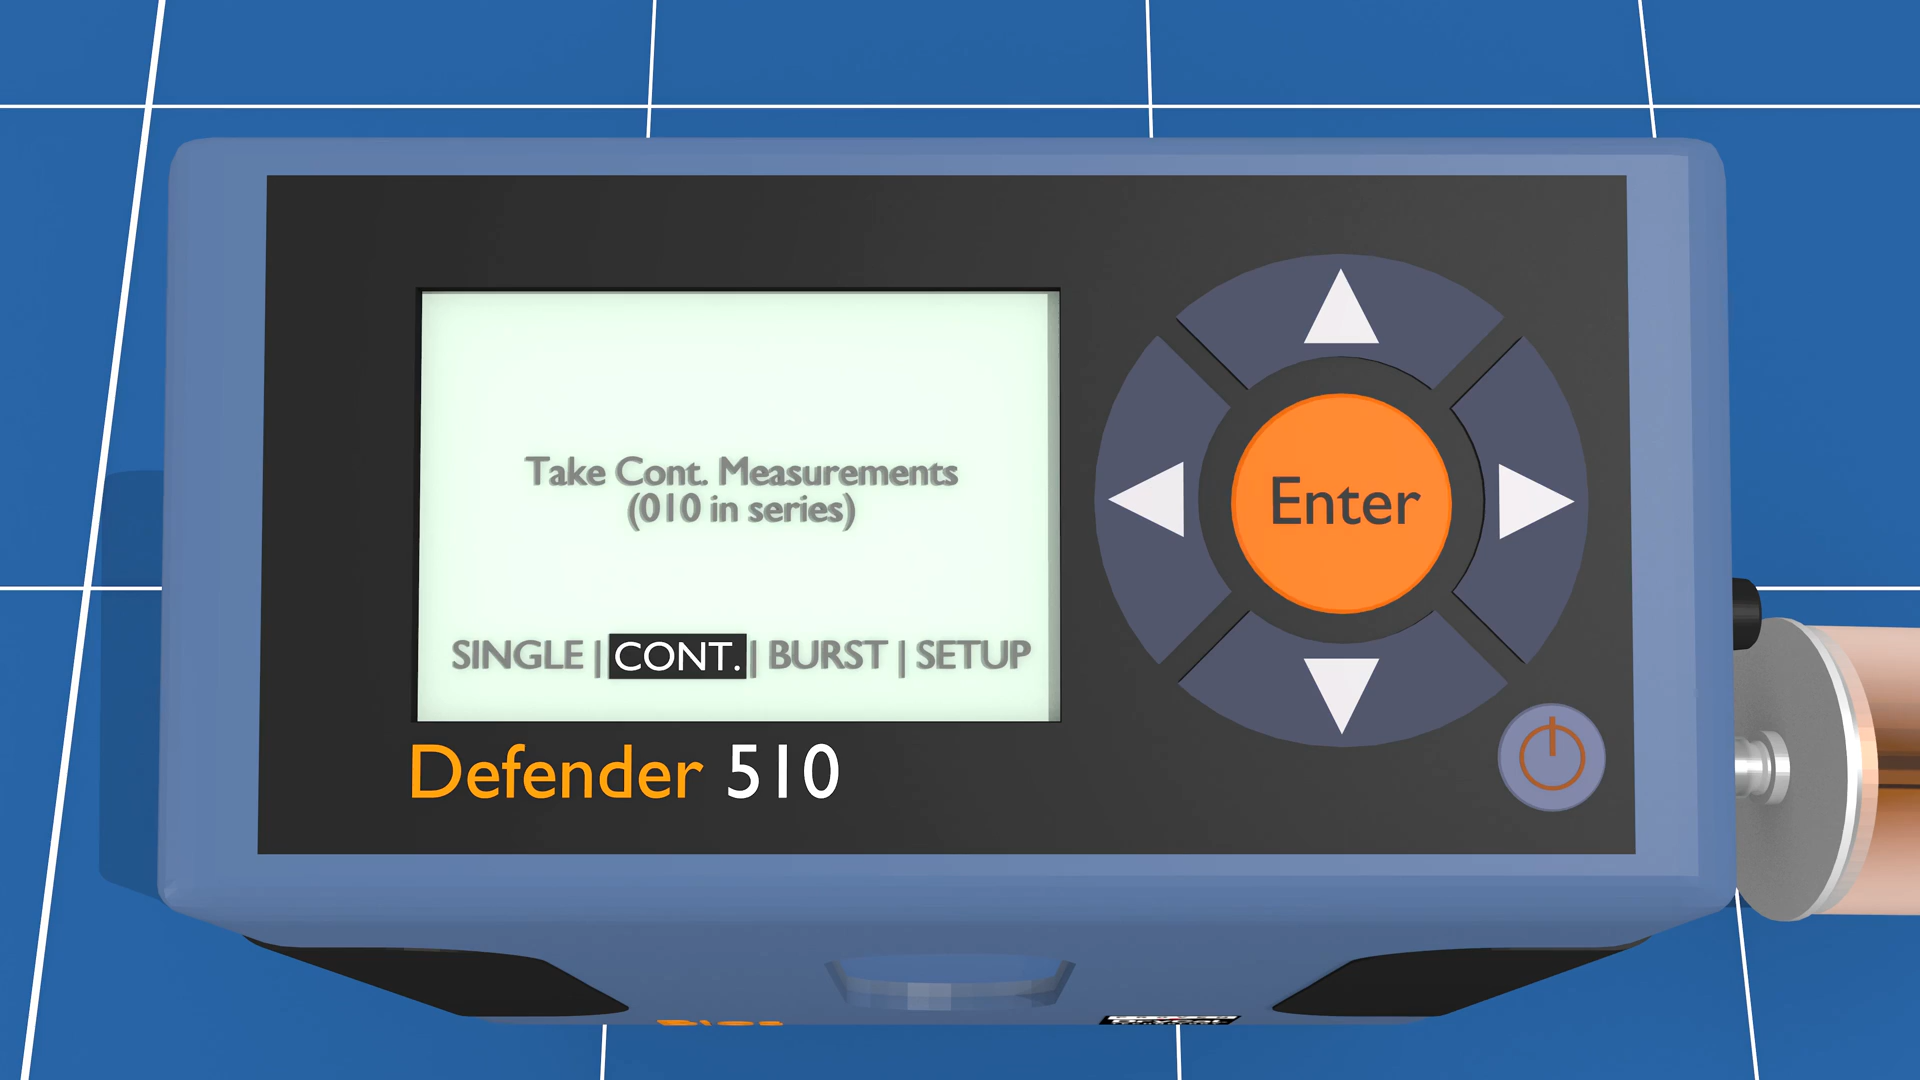 Take Cont. Measurements
(010 in series)
SINGLE | CONT. | BURST | SETUP
Enter
Defender 510